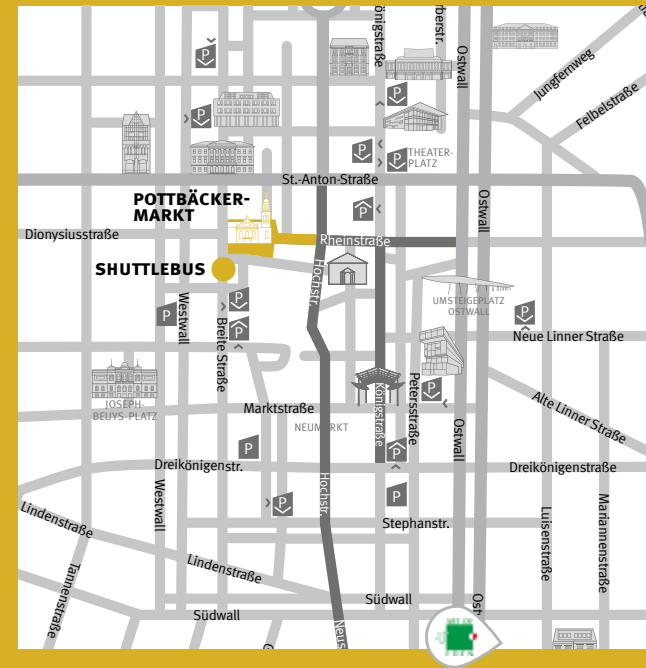 P
önigstraße
rberstr.
Ostwall
Jungfernweg
Felbelstraße
P
P
P
P
THEATER-
PLATZ
St.-Anton-Straße
POTTBÄCKER-
MARKT
P
Ostwall
Dionysiusstraße
Rheinstraße
SHUTTLEBUS
Hochstr.
P
Westwall
P
Breite Straße
P
UMSTEIGEPLATZ
OSTWALL
P
Neue Linner Straße
JOSEPH-
BEUYS-PLATZ
Königstraße
Petersstraße
P
Marktstraße
NEUMARKT
Ostwall
Alte Linner Straße
P
P
Dreikönigenstr.
Dreikönigenstraße
Westwall
P
Hochstr.
P
Stephanstr.
Luisenstraße
Mariannenstraße
Lindenstraße
Lindenstraße
Tannenstraße
Südwall
Südwall
Ost
Neus